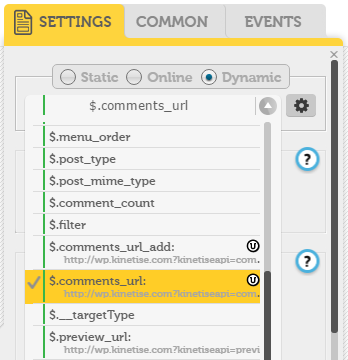 SETTINGS COMMON EVENTS
Static Online Dynamic
$.comments_url
$.menu_order
$.post_type
$.post_mime_type
$.comment_count
$.filter
$.comments_url_add:
http://wp.kinetise.com?kinetiseapi=com.
$.comments_url:
http://wp.kinetise.com?kinetiseapi=com.
$.__targetType
$.preview_url:
http://wp.kinetise.com?kinetiseapi=previ